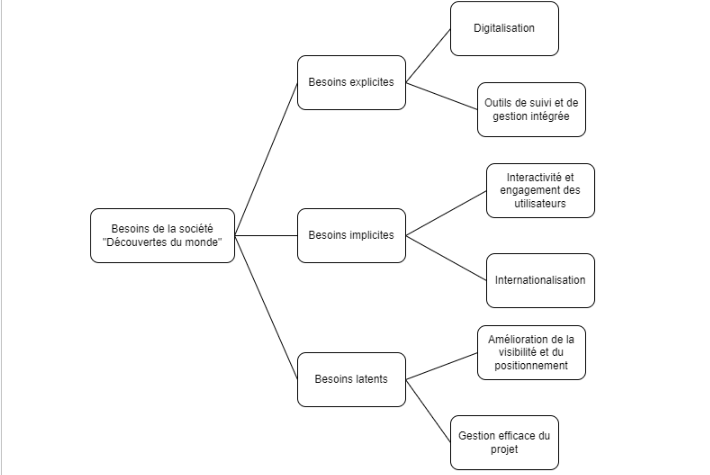 Digitalisation
Besoins explicites
Outils de suivi et de
gestion intégrée
Interactivité et
engagement des
utilisateurs
Besoins de la société
"Découvertes du monde"
Besoins implicites
Internationalisation
Amélioration de la
visibilité et du
positionnement
Besoins latents
Gestion efficace du
projet